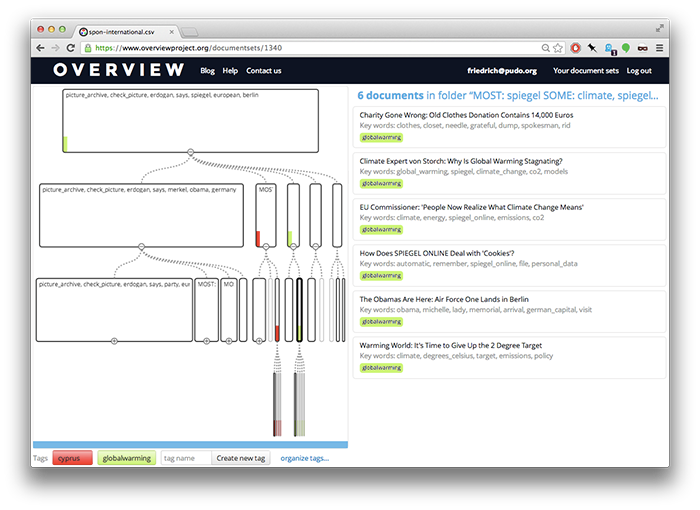 spon-international.csv
https://www.overviewproject.org/documentsets/1340
OVERVIEW
Blog Help Contact us
friedrich@pudo.org Your document sets Log out
picture_archive, check_picture, erdogan, says, spiegel, european, berlin
picture_archive, check_picture, erdogan, says, merkel, obama, germany
MOS'
picture_archive, check_picture, erdogan, says, party, eu
MOST:
MO
6 documents in folder "MOST: spiegel SOME: climate, spiegel...
Charity Gone Wrong: Old Clothes Donation Contains 14,000 Euros
Key words: clothes, closet, needle, grateful, dump, spokesman, rid
globalwarming
Climate Expert von Storch: Why Is Global Warming Stagnating?
Key words: global_warming, spiegel, climate_change, co2, models
globalwarming
EU Commissioner: 'People Now Realize What Climate Change Means'
Key words: climate, energy, spiegel_online, emissions, co2
globalwarming
How Does SPIEGEL ONLINE Deal with 'Cookies'?
Key words: automatic, remember, spiegel_online, file, personal_data
globalwarming
The Obamas Are Here: Air Force One Lands in Berlin
Key words: obama, michelle, lady, memorial, arrival, german_capital, visit
globalwarming
Warming World: It's Time to Give Up the 2 Degree Target
Key words: climate, degrees_celsius, target, emissions, policy
globalwarming
Tags cyprus globalwarming tag name Create new tag organize tags...